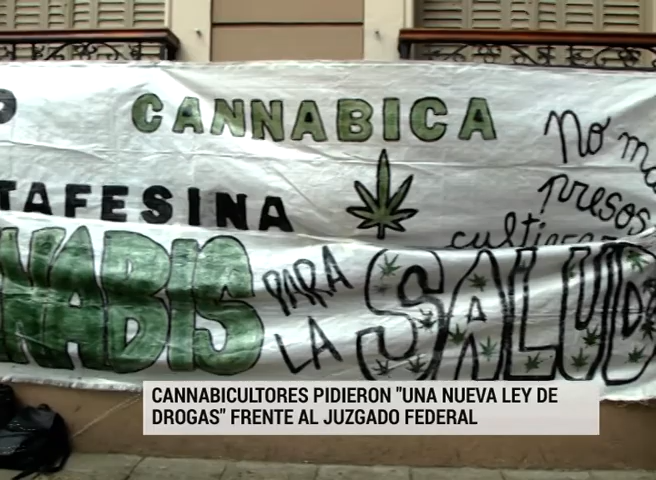 CANNABICA
No
TAFESINA
presos
NABIS PARA LA SALUD
CANNABICULTORES PIDIERON "UNA NUEVA LEY DE
DROGAS" FRENTE AL JUZGADO FEDERAL